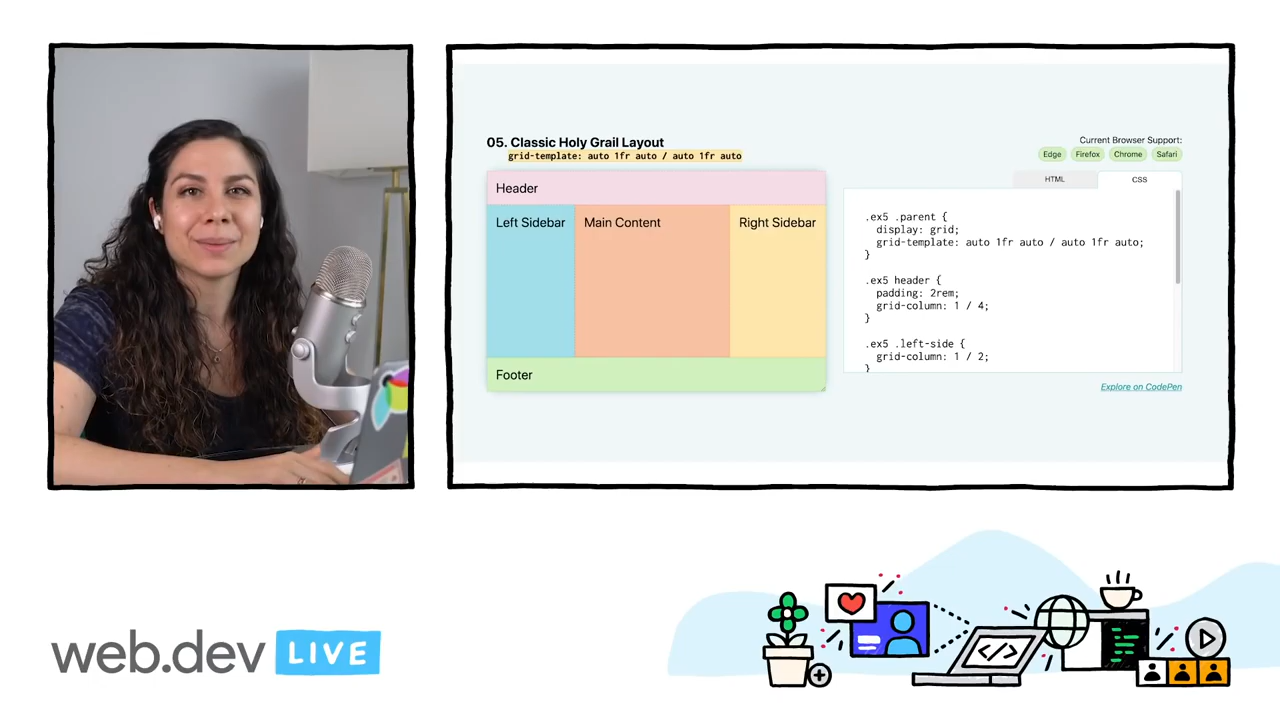 05. Classic Holy Grail Layout
grid-template: auto 1fr auto / auto 1fr auto
Header
Left Sidebar
Main Content
Right Sidebar
Footer
Current Browser Support:
Edge
Firefox
Chrome
Safari
HTML
CSS
.ex5 .parent {
display: grid;
grid-template: auto 1fr auto / auto 1fr auto;
}
.ex5 header {
padding: 2rem;
grid-column: 1 / 4;
}
.ex5 .left-side {
grid-column: 1 / 2;
}
Explore on CodePen
web.dev LIVE